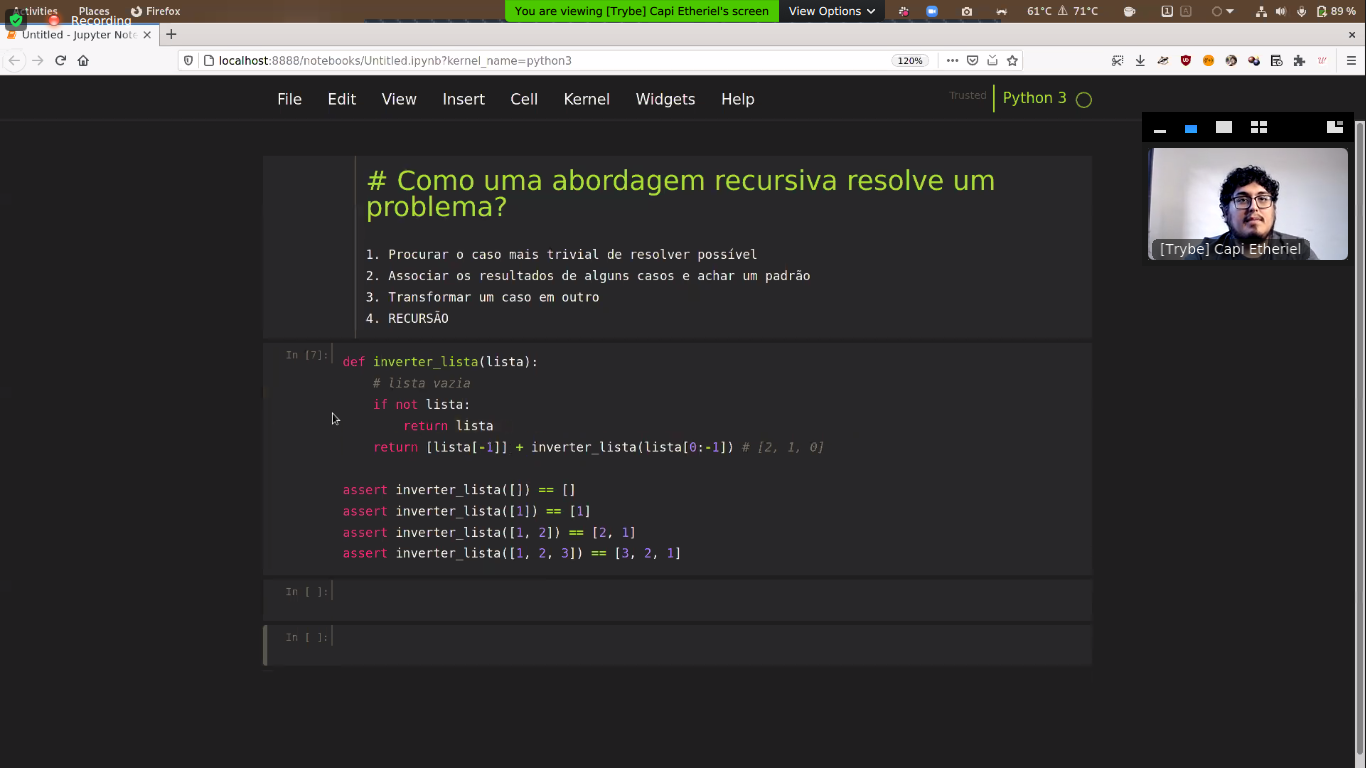 Activities Places Firefox
Recording
You are viewing [Trybe] Capi Etheriel's screen View Options
61°C 71°C 1 A 89 %
Untitled - Jupyter Note
localhost:8888/notebooks/Untitled.ipynb?kernel_name=python3 120%
File Edit View Insert Cell Kernel Widgets Help Trusted Python 3
# Como uma abordagem recursiva resolve um
problema?
1. Procurar o caso mais trivial de resolver possível
2. Associar os resultados de alguns casos e achar um padrão
3. Transformar um caso em outro
4. RECURSÃO
[Trybe] Capi Etheriel
In [7]: def inverter_lista(lista):
# lista vazia
if not lista:
return lista
return [lista[-1]] + inverter_lista(lista[0:-1]) # [2, 1, 0]
assert inverter_lista([]) == []
assert inverter_lista([1]) == [1]
assert inverter_lista([1, 2]) == [2, 1]
assert inverter_lista([1, 2, 3]) == [3, 2, 1]
In [ ]:
In [ ]: